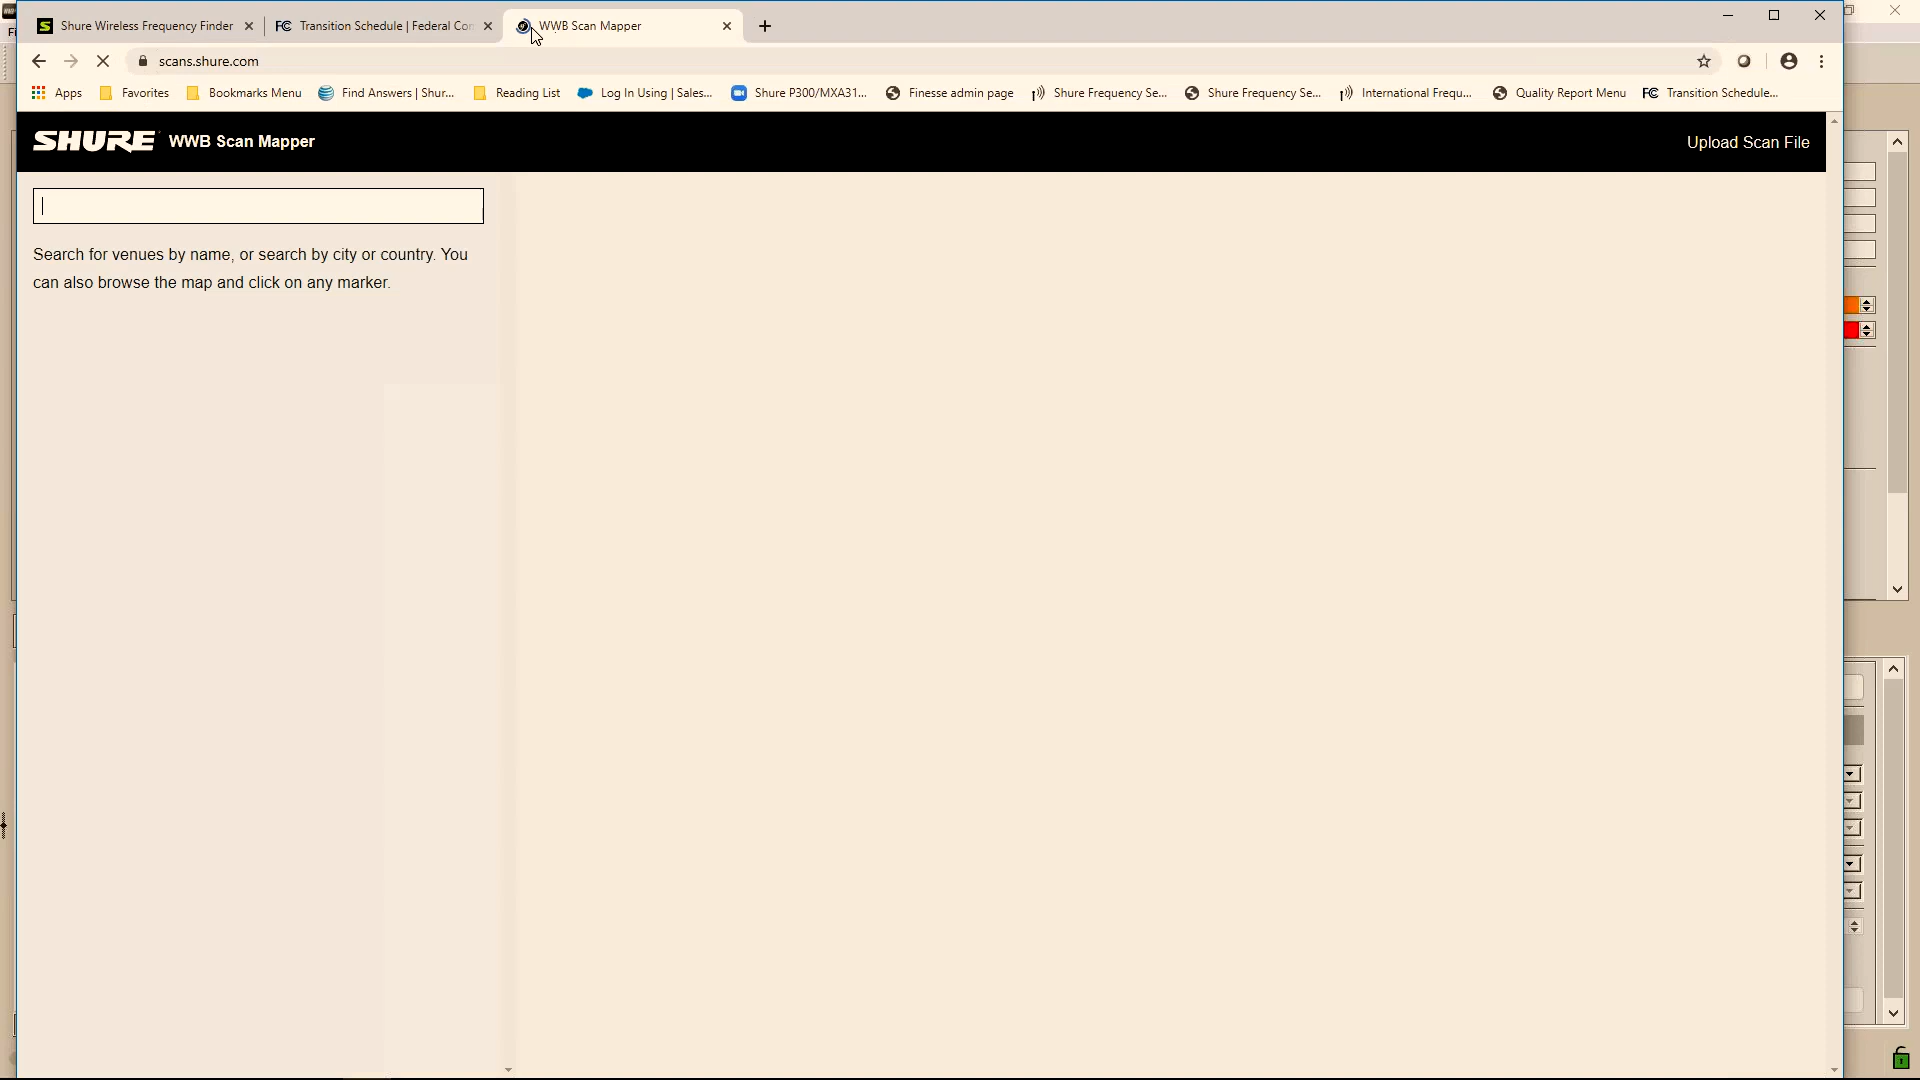 Shure Wireless Frequency Finder
FCC Transition Schedule | Federal Co
WWB Scan Mapper
scans.shure.com
Apps
Favorites
Bookmarks Menu
Find Answers | Shur...
Reading List
Log In Using | Sales...
Shure P300/MXA31...
Finesse admin page
Shure Frequency Se...
Shure Frequency Se...
International Frequ...
Quality Report Menu
Transition Schedule...
SHURE WWB Scan Mapper
Upload Scan File
Search for venues by name, or search by city or country. You
can also browse the map and click on any marker.